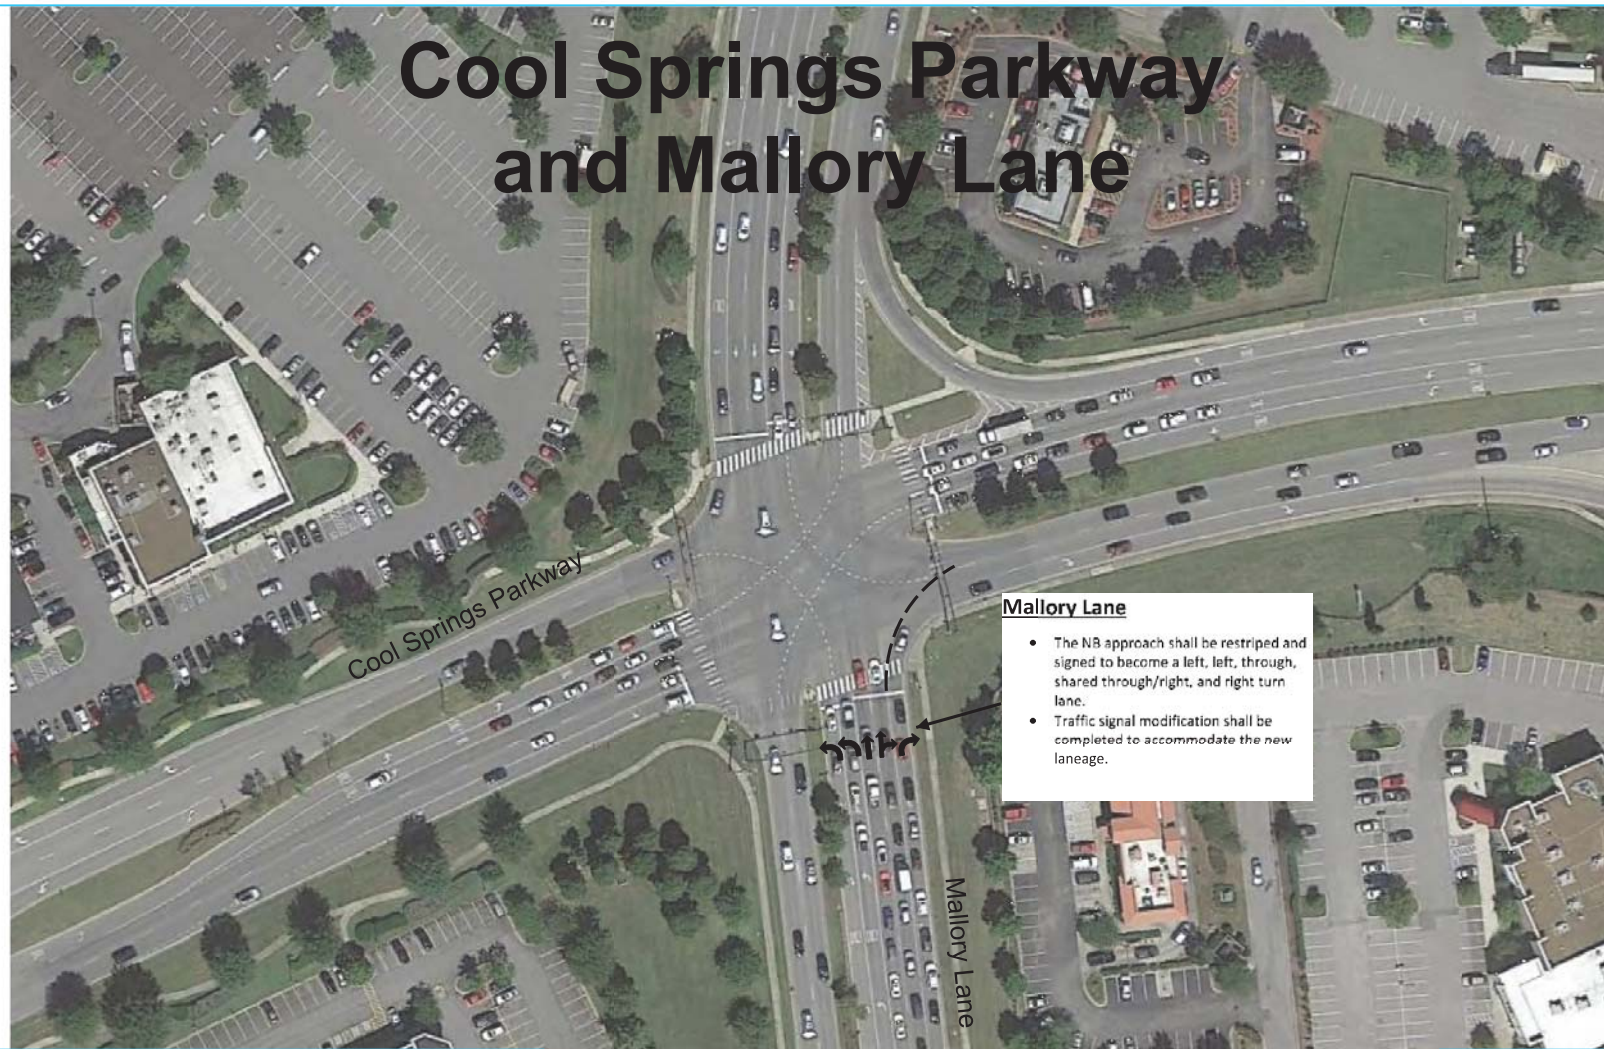 Cool Springs Parkway
and Mallory Lane
Cool Springs Parkway
Mallory Lane
• The NB approach shall be restriped and
signed to become a left, left, through,
shared through/right, and right turn
lane.
• Traffic signal modification shall be
completed to accommodate the new
laneage.
Mallory Lane